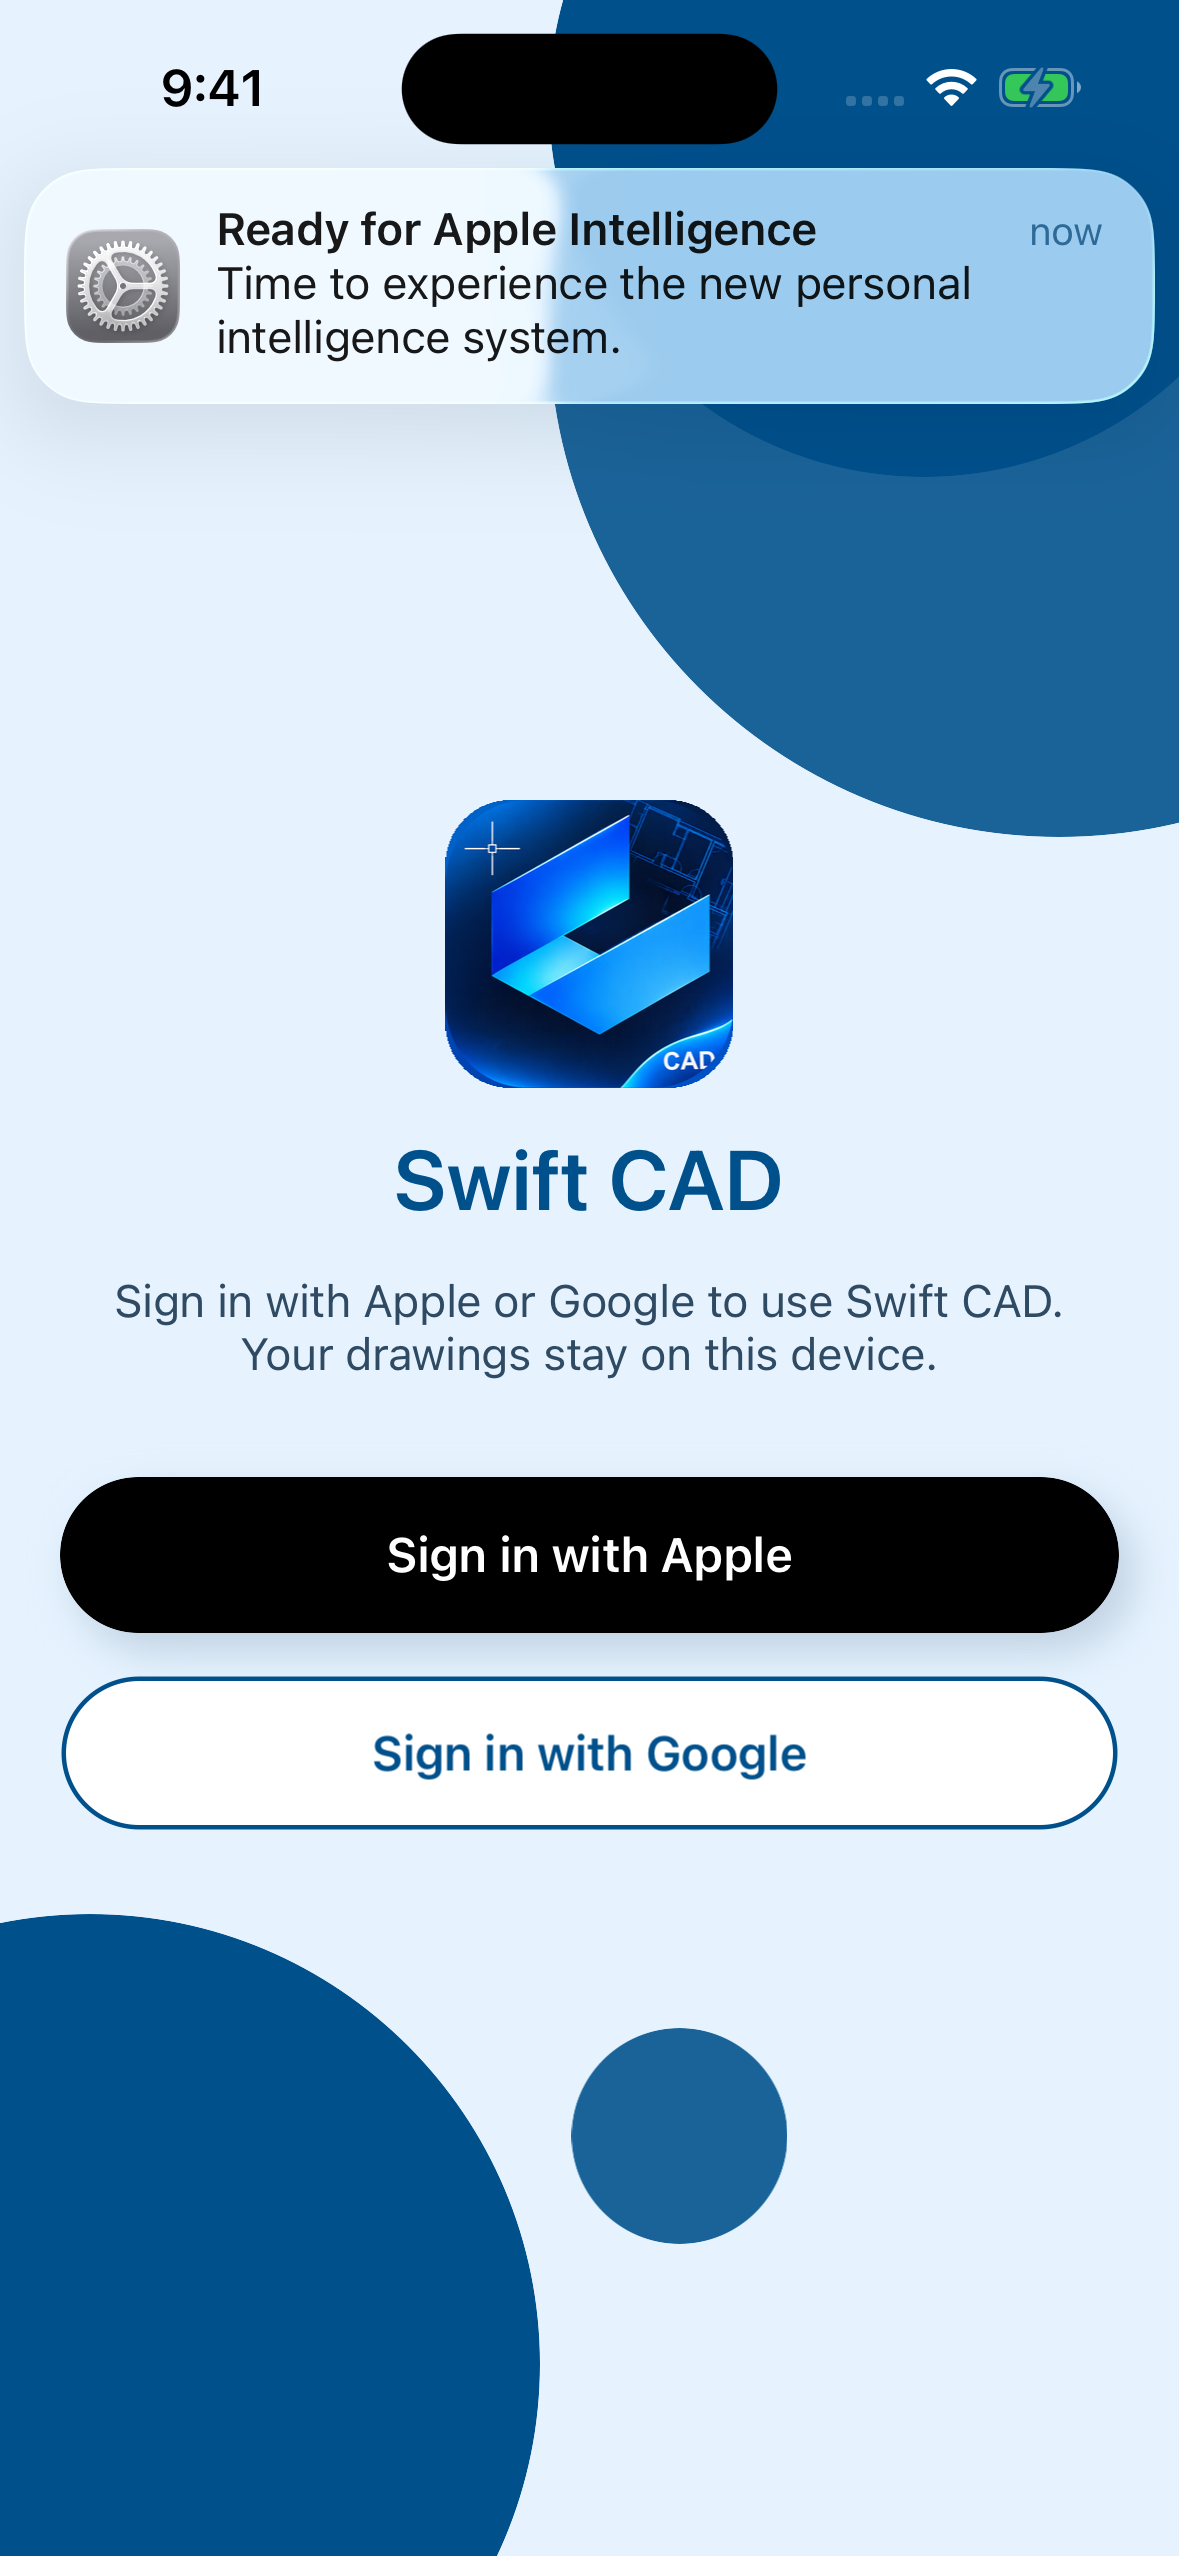 9:41
Ready for Apple Intelligence
now
Time to experience the new personal
intelligence system.
CAD
Swift CAD
Sign in with Apple or Google to use Swift CAD.
Your drawings stay on this device.
Sign in with Apple
Sign in with Google